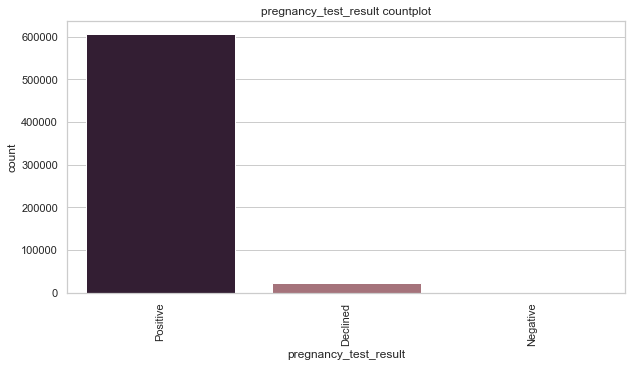 pregnancy_test_result countplot
600000
500000
400000
300000
200000
100000
0
count
Positive
Declined
Negative
pregnancy_test_result